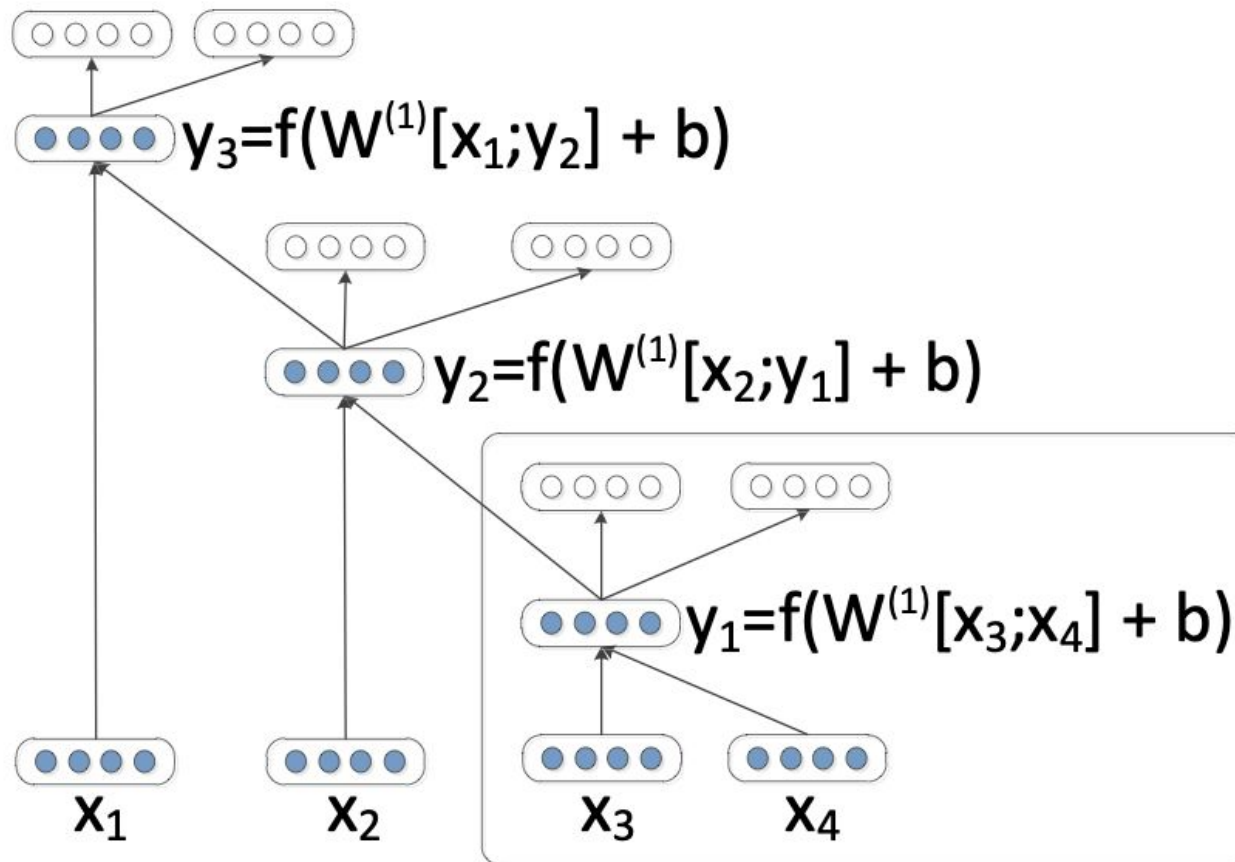 y₃=f(W⁽¹⁾[x₁;y₂] + b)
y₂=f(W⁽¹⁾[x₂;y₁] + b)
y₁=f(W⁽¹⁾[x₃;x₄] + b)
x₁ x₂ x₃ x₄